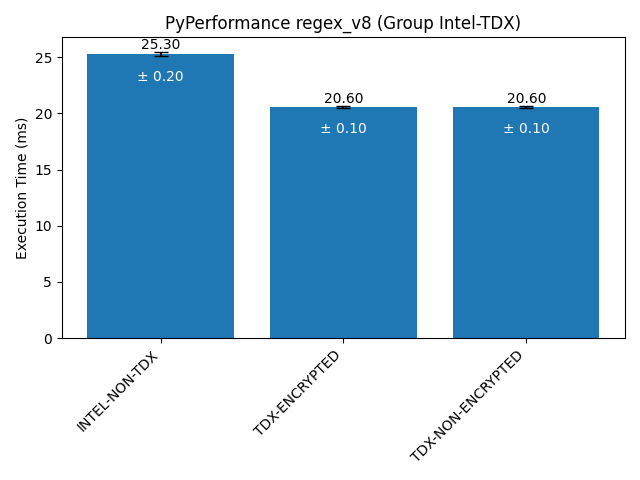 PyPerformance regex_v8 (Group Intel-TDX)
Execution Time (ms)
25
20
15
10
5
0
25.30
± 0.20
20.60
± 0.10
20.60
± 0.10
INTEL-NON-TDX
TDX-ENCRYPTED
TDX-NON-ENCRYPTED